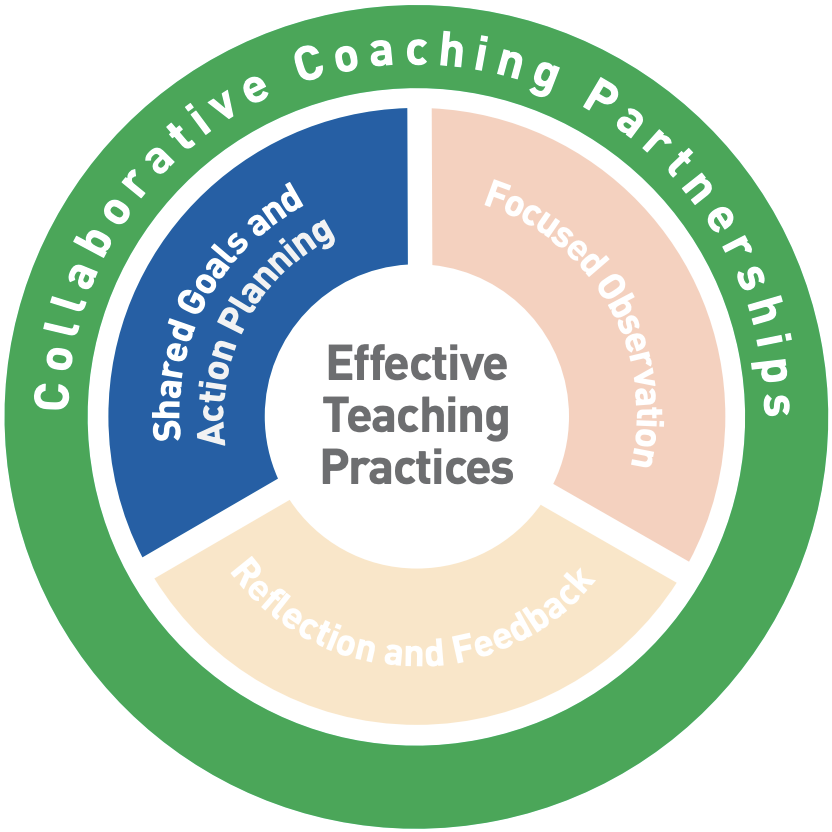 Collaborative Coaching Partnerships
Shared Goals and
Action Planning
Focused Observation
Effective
Teaching
Practices
Reflection and Feedback